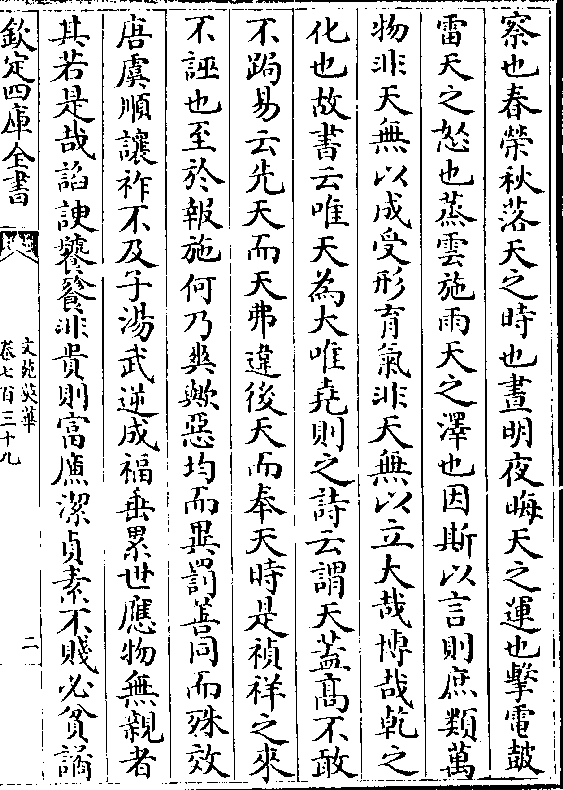 察也春榮秋落天之時也晝明夜晦天之運也擊電鼓
雷天之怒也蒸雲施雨天之澤也因斯以言則庶類萬
物非天無以成受形育氣非天無以立大哉博哉乾之
化也故書云唯天為大唯堯則之詩云謂天蓋髙不敢
不跼易云先天而天弗違後天而奉天時是禎祥之來
不誣也至於報施何乃爽歟惡均而異罰善同而殊效
唐虞順讓祚不及子湯武逆成福垂累世應物無親者
其若是哉諂諛饕餮非貴則富廉潔貞素不賤必貧誦
欽定四庫全書
文苑英華
卷七百三十九
二